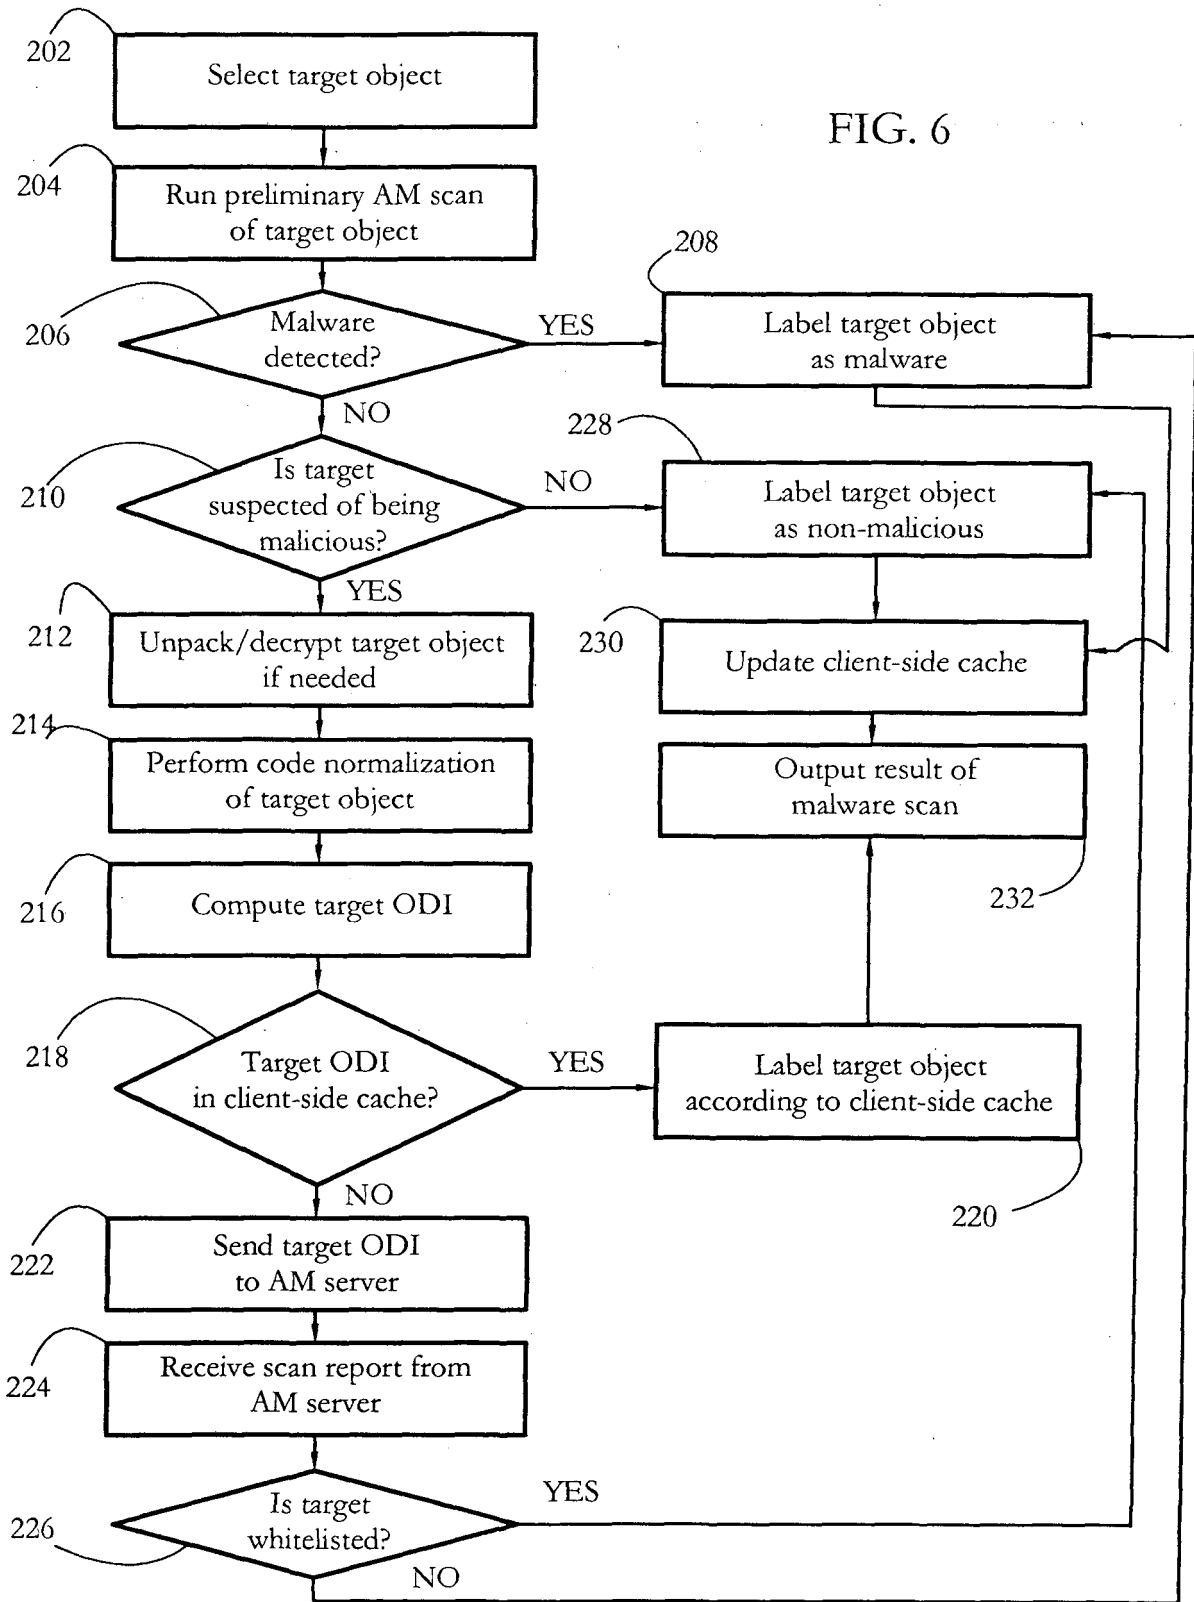 202
Select target object
FIG. 6
204
Run preliminary AM scan
of target object
208
206
Malware
detected?
YES
Label target object
as malware
NO
228
210
Is target
suspected of being
malicious?
NO
Label target object
as non-malicious
YES
212
Unpack/decrypt target object
if needed
230
Update client-side cache
214
Perform code normalization
of target object
Output result of
malware scan
216
Compute target ODI
232
218
Target ODI
in client-side cache?
YES
Label target object
according to client-side cache
NO
220
222
Send target ODI
to AM server
224
Receive scan report from
AM server
226
Is target
whitelisted?
YES
NO